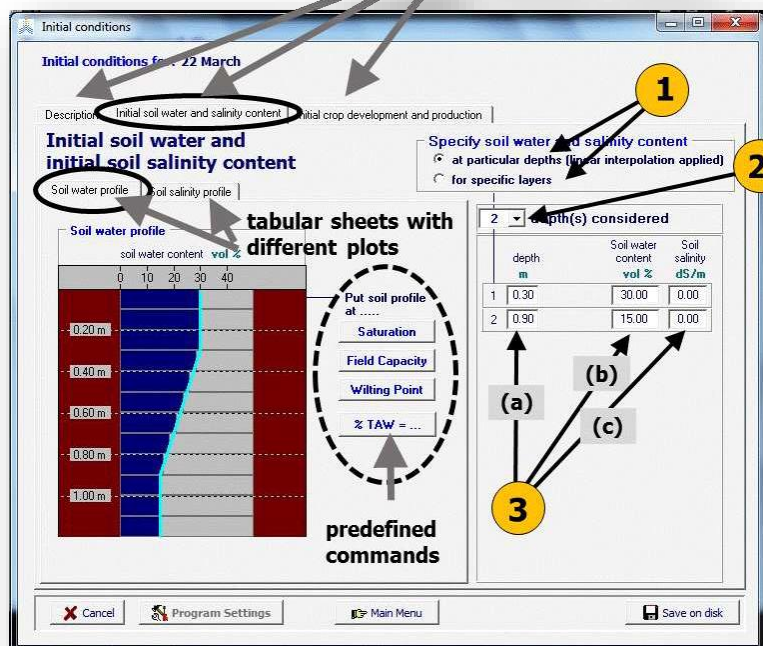 Initial conditions
Initial conditions for: 22 March
Description
Initial soil water and salinity content
Initial crop development and production
1
Initial soil water and
initial soil salinity content
Specify soil water and salinity content
at particular depths (linear interpolation applied)
for specific layers
2
Soil water profile
Soil salinity profile
tabular sheets with
different plots
2 depth(s) considered
Soil water profile
soil water content vol %
0 10 20 30 40
0.20 m
0.40 m
0.60 m
0.80 m
1.00 m
Put soil profile
at .....
Saturation
Field Capacity
Wilting Point
% TAW = ...
predefined
commands
depth Soil water content Soil salinity
m vol % dS/m
1 0.30 30.00 0.00
2 0.90 15.00 0.00
(a)
(b)
(c)
3
Cancel
Program Settings
Main Menu
Save on disk